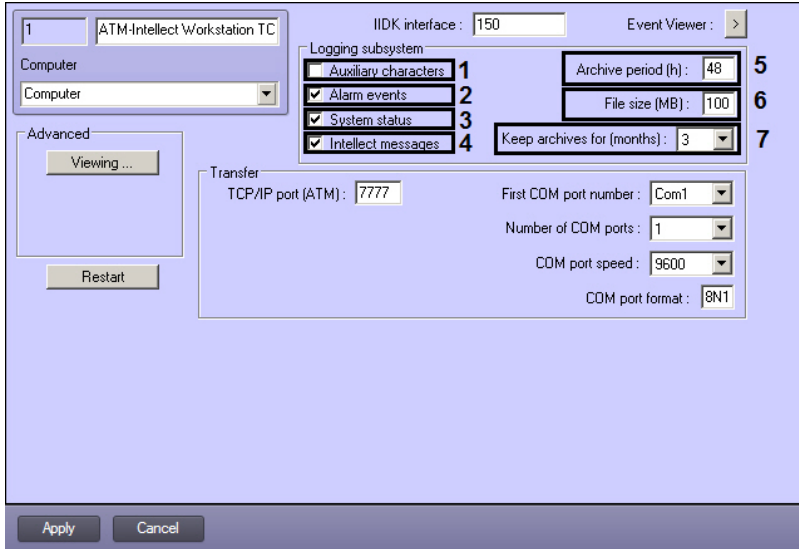 1 ATM-Intellect Workstation TC
IIDK interface : 150
Event Viewer : >
Computer
Computer
Logging subsystem
Auxiliary characters 1
Alarm events 2
System status 3
Intellect messages 4
Archive period (h) : 48 5
File size (MB) : 100 6
Keep archives for (months) : 3 7
Advanced
Viewing ...
Restart
Transfer
TCP/IP port (ATM) : 7777
First COM port number : Com1
Number of COM ports : 1
COM port speed : 9600
COM port format : 8N1
Apply Cancel